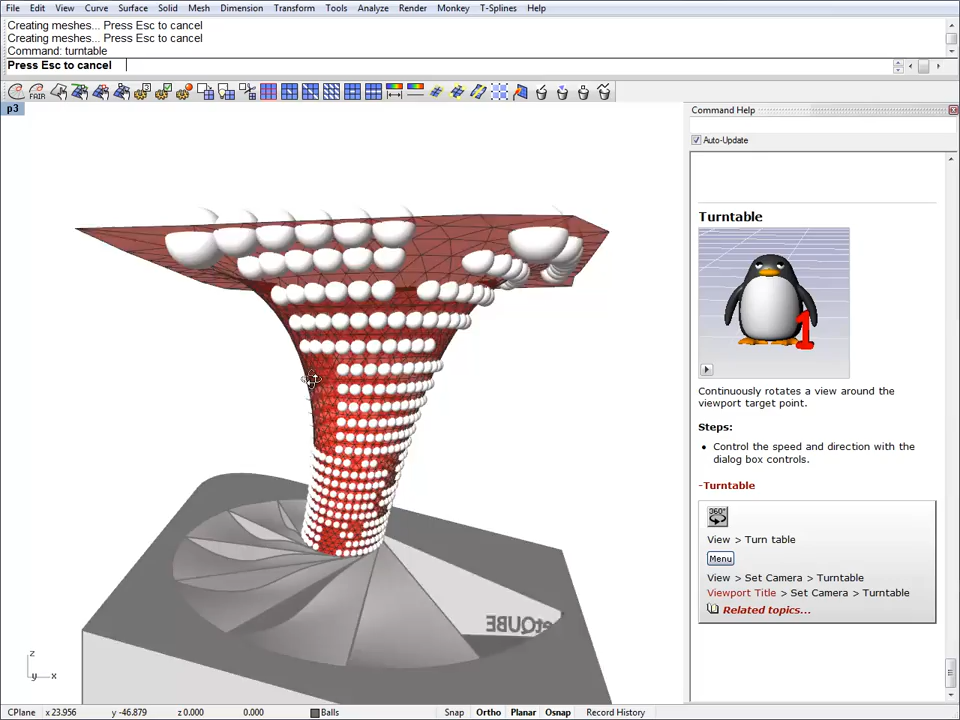 File Edit View Curve Surface Solid Mesh Dimension Transform Tools Analyze Render Monkey T-Splines Help
Creating meshes... Press Esc to cancel
Creating meshes... Press Esc to cancel
Command: turntable
Press Esc to cancel
FAIR
p3
Command Help
Auto-Update
Turntable
1
Continuously rotates a view around the
viewport target point.
Steps:
• Control the speed and direction with the
dialog box controls.
-Turntable
360°
View > Turn table
Menu
View > Set Camera > Turntable
Viewport Title > Set Camera > Turntable
Related topics...
etQUBE
z
y x
CPlane x 23.956 y -46.879 z 0.000 0.000 Balls Snap Ortho Planar Osnap Record History